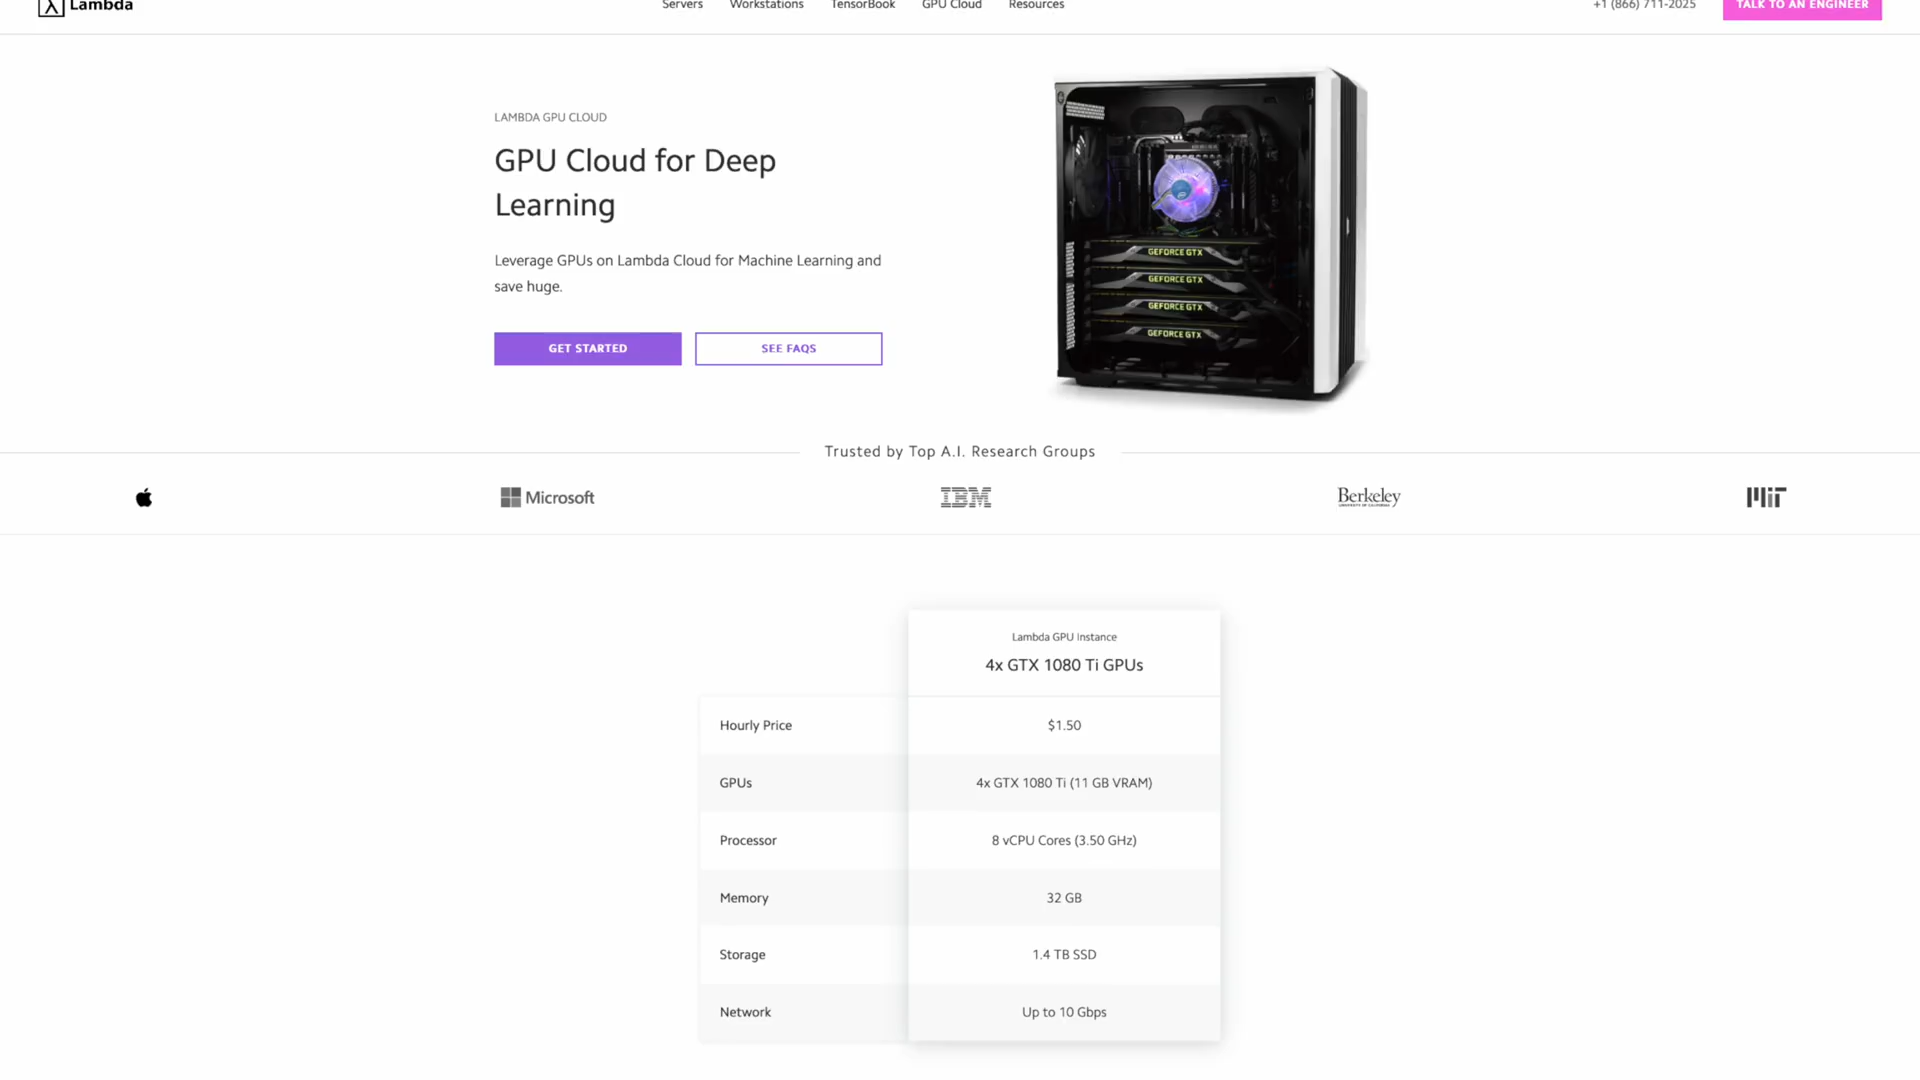 Lambda
Servers Workstations TensorBook GPU Cloud Resources
+1 (866) 711-2025
TALK TO AN ENGINEER
LAMBDA GPU CLOUD
GPU Cloud for Deep
Learning
Leverage GPUs on Lambda Cloud for Machine Learning and
save huge.
GET STARTED
SEE FAQS
GEFORCE GTX
GEFORCE GTX
GEFORCE GTX
GEFORCE GTX
Trusted by Top A.I. Research Groups
Microsoft
IBM
Berkeley
UNIVERSITY OF CALIFORNIA
MIT
Lambda GPU Instance
4x GTX 1080 Ti GPUs
Hourly Price $1.50
GPUs 4x GTX 1080 Ti (11 GB VRAM)
Processor 8 vCPU Cores (3.50 GHz)
Memory 32 GB
Storage 1.4 TB SSD
Network Up to 10 Gbps